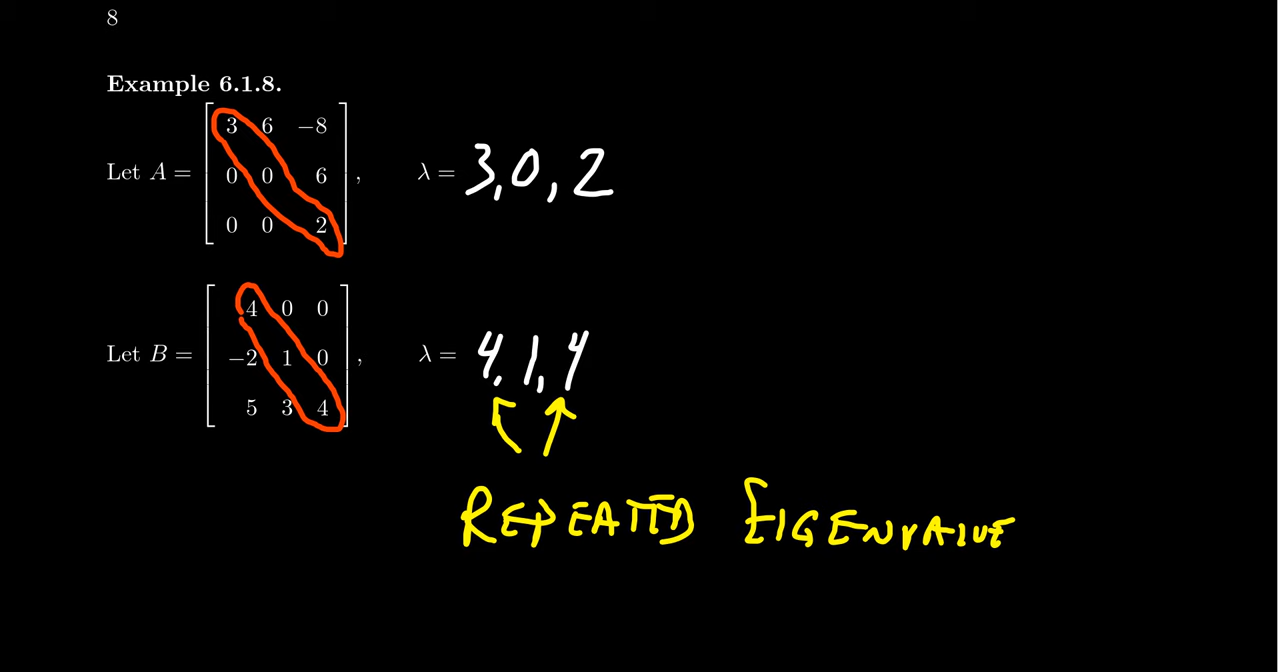 8
Example 6.1.8.
Let A = [ 3 6 −8
0 0 6
0 0 2 ], λ = 3, 0, 2
Let B = [ 4 0 0
−2 1 0
5 3 4 ], λ = 4, 1, 4
REPEATED EIGENVALUE